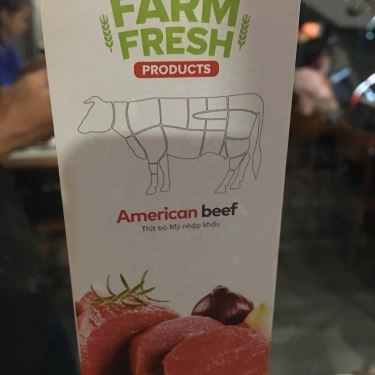 FARM
FRESH
PRODUCTS
American beef
Thịt bò Mỹ nhập khẩu